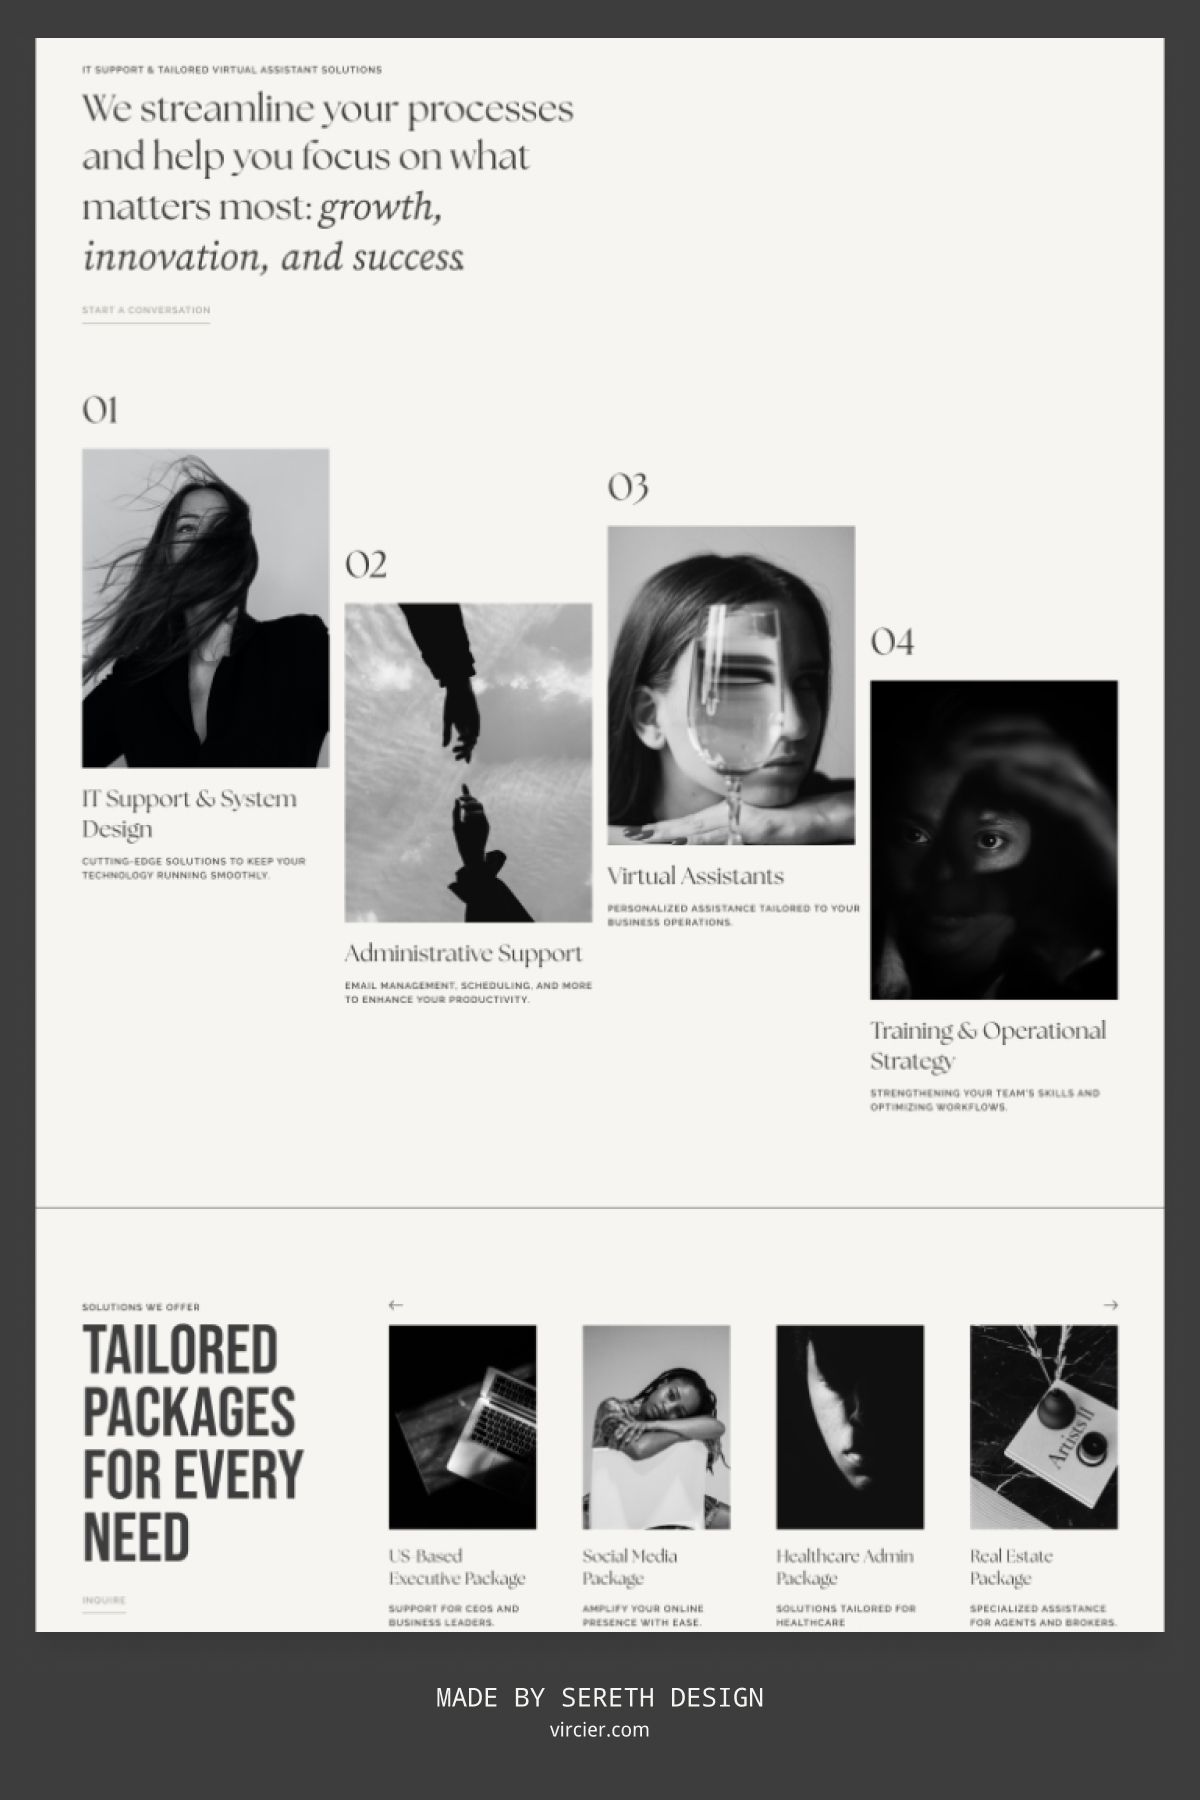 IT SUPPORT & TAILORED VIRTUAL ASSISTANT SOLUTIONS
We streamline your processes
and help you focus on what
matters most: growth,
innovation, and success.
START A CONVERSATION
01
IT Support & System
Design
CUTTING-EDGE SOLUTIONS TO KEEP YOUR
TECHNOLOGY RUNNING SMOOTHLY.
02
Administrative Support
EMAIL MANAGEMENT, SCHEDULING, AND MORE
TO ENHANCE YOUR PRODUCTIVITY.
03
Virtual Assistants
PERSONALIZED ASSISTANCE TAILORED TO YOUR
BUSINESS OPERATIONS.
04
Training & Operational
Strategy
STRENGTHENING YOUR TEAM'S SKILLS AND
OPTIMIZING WORKFLOWS.
SOLUTIONS WE OFFER
TAILORED
PACKAGES
FOR EVERY
NEED
INQUIRE
← →
US-Based
Executive Package
SUPPORT FOR CEOS AND
BUSINESS LEADERS.
Social Media
Package
AMPLIFY YOUR ONLINE
PRESENCE WITH EASE.
Healthcare Admin
Package
SOLUTIONS TAILORED FOR
HEALTHCARE
Artists II
Real Estate
Package
SPECIALIZED ASSISTANCE
FOR AGENTS AND BROKERS.
MADE BY SERETH DESIGN
vircier.com